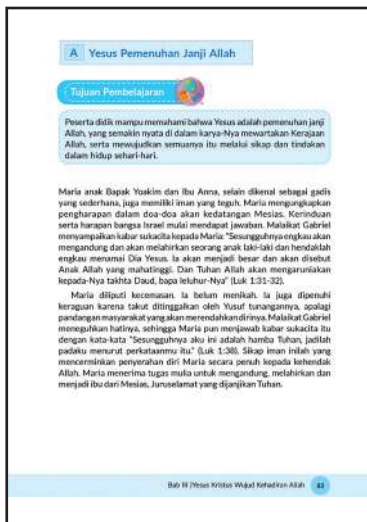 A Yesus Pemenuhan Janji Allah
Tujuan Pembelajaran
Peserta didik mampu memahami bahwa Yesus adalah pemenuhan janji
Allah, yang semakin nyata di dalam karya-Nya mewartakan Kerajaan
Allah, serta mewujudkan semuanya itu melalui sikap dan tindakan
dalam hidup sehari-hari.
Maria anak Bapak Yoakim dan Ibu Anna, selain dikenal sebagai gadis
yang sederhana, juga memiliki iman yang teguh. Maria mengungkapkan
pengharapan dalam doa-doa akan kedatangan Mesias. Kerinduan
serta harapan bangsa Israel mulai mendapat jawaban. Malaikat Gabriel
menyampaikan kabar sukacita kepada Maria: "Sesungguhnya engkau akan
mengandung dan akan melahirkan seorang anak laki-laki dan hendaklah
engkau menamai Dia Yesus. Ia akan menjadi besar dan akan disebut
Anak Allah yang mahatinggi. Dan Tuhan Allah akan mengaruniakan
kepada-Nya takhta Daud, bapa leluhur-Nya" (Luk 1:31-32).
Maria diliputi kecemasan. Ia belum menikah. Ia juga dipenuhi
keraguan karena takut ditinggalkan oleh Yusuf tunangannya, apalagi
pandangan masyarakat yang akan merendahkan dirinya. Malaikat Gabriel
meneguhkan hatinya, sehingga Maria pun menjawab kabar sukacita itu
dengan kata-kata "Sesungguhnya aku ini adalah hamba Tuhan, jadilah
padaku menurut perkataanmu itu." (Luk 1:38). Sikap iman inilah yang
mencerminkan penyerahan diri Maria secara penuh kepada kehendak
Allah. Maria menerima tugas mulia untuk mengandung, melahirkan dan
menjadi ibu dari Mesias, Juruselamat yang dijanjikan Tuhan.
Bab III | Yesus Kristus Wujud Kehadiran Allah 83